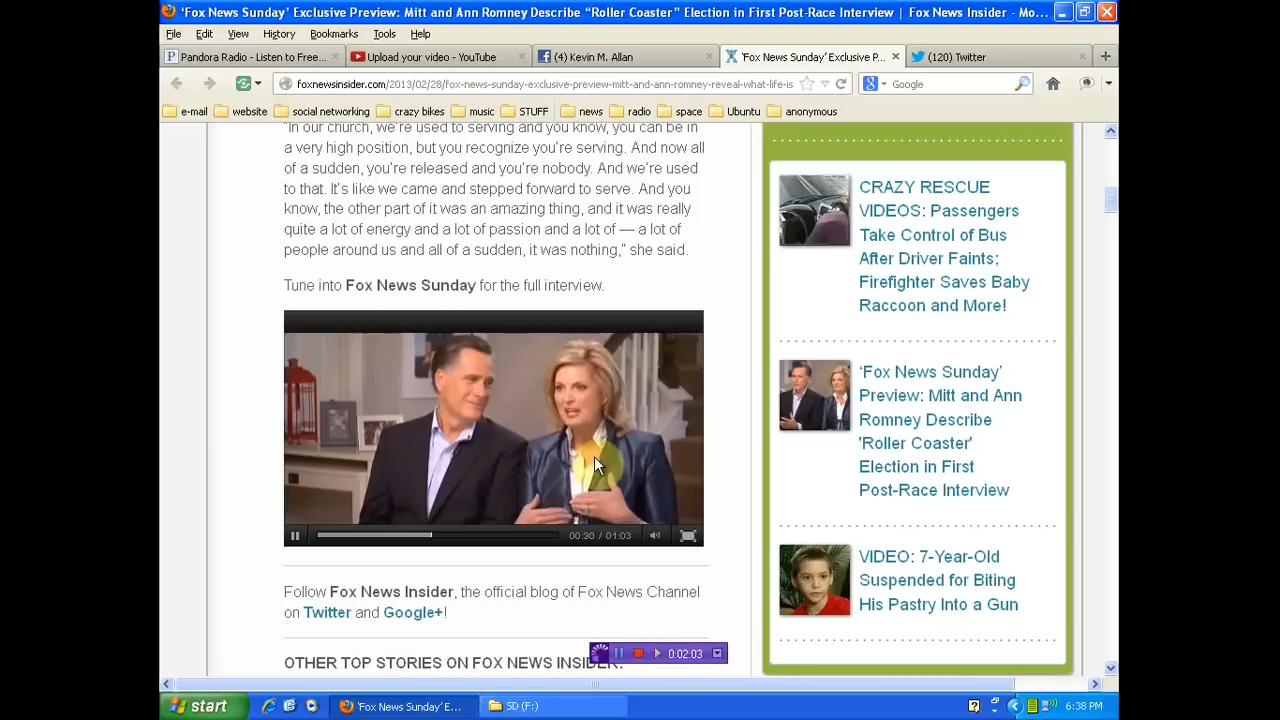 'Fox News Sunday' Exclusive Preview: Mitt and Ann Romney Describe “Roller Coaster” Election in First Post-Race Interview | Fox News Insider - Mo...
File Edit View History Bookmarks Tools Help
Pandora Radio - Listen to Free...
Upload your video - YouTube
(4) Kevin M. Allan
'Fox News Sunday' Exclusive P...
(120) Twitter
foxnewsinsider.com/2013/02/28/fox-news-sunday-exclusive-preview-mitt-and-ann-romney-reveal-what-life-is
Google
e-mail website social networking crazy bikes music STUFF news radio space Ubuntu anonymous
“In our church, we're used to serving and you know, you can be in
a very high position, but you recognize you're serving. And now all
of a sudden, you're released and you're nobody. And we're used
to that. It's like we came and stepped forward to serve. And you
know, the other part of it was an amazing thing, and it was really
quite a lot of energy and a lot of passion and a lot of — a lot of
people around us and all of a sudden, it was nothing,” she said.
Tune into Fox News Sunday for the full interview.
00:30 / 01:03
Follow Fox News Insider, the official blog of Fox News Channel
on Twitter and Google+!
OTHER TOP STORIES ON FOX NEWS INSIDER:
0:02:03
CRAZY RESCUE
VIDEOS: Passengers
Take Control of Bus
After Driver Faints;
Firefighter Saves Baby
Raccoon and More!
'Fox News Sunday'
Preview: Mitt and Ann
Romney Describe
'Roller Coaster'
Election in First
Post-Race Interview
VIDEO: 7-Year-Old
Suspended for Biting
His Pastry Into a Gun
start
'Fox News Sunday' E...
SD (F:)
6:38 PM